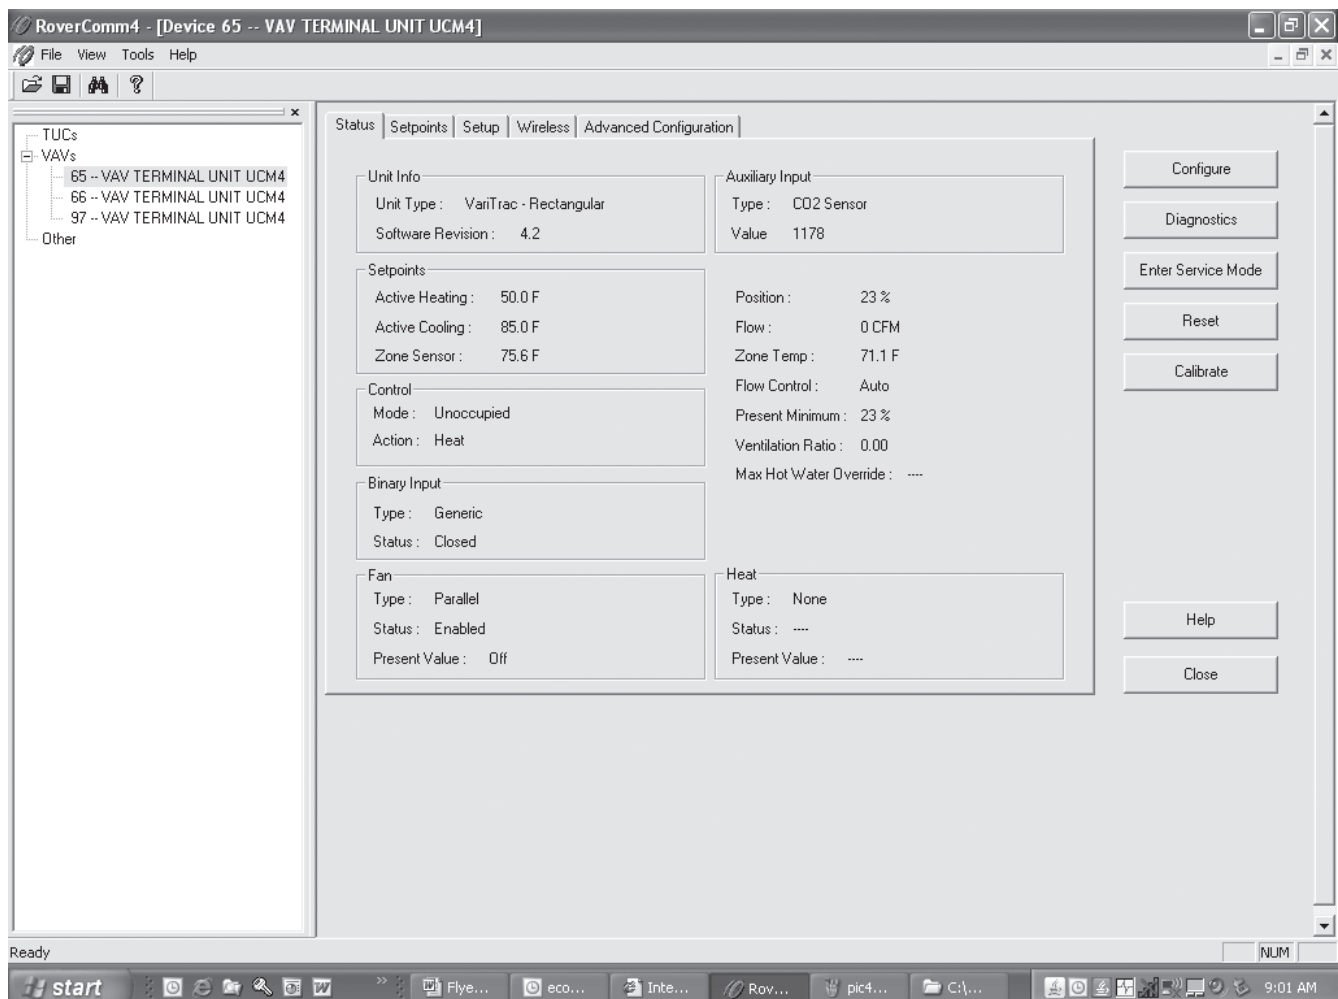 RoverComm4 - [Device 65 -- VAV TERMINAL UNIT UCM4]
File View Tools Help
TUCs
VAVs
65 -- VAV TERMINAL UNIT UCM4
66 -- VAV TERMINAL UNIT UCM4
97 -- VAV TERMINAL UNIT UCM4
Other
Status Setpoints Setup Wireless Advanced Configuration
Unit Info
Unit Type : VariTrac - Rectangular
Software Revision : 4.2
Auxiliary Input
Type : CO2 Sensor
Value 1178
Setpoints
Active Heating : 50.0 F
Active Cooling : 85.0 F
Zone Sensor : 75.6 F
Control
Mode : Unoccupied
Action : Heat
Binary Input
Type : Generic
Status : Closed
Fan
Type : Parallel
Status : Enabled
Present Value : Off
Position : 23 %
Flow : 0 CFM
Zone Temp : 71.1 F
Flow Control : Auto
Present Minimum : 23 %
Ventilation Ratio : 0.00
Max Hot Water Override : ----
Heat
Type : None
Status : ----
Present Value : ----
Configure
Diagnostics
Enter Service Mode
Reset
Calibrate
Help
Close
Ready NUM
start Flye... eco... Inte... Rov... pic4... C:\... 9:01 AM